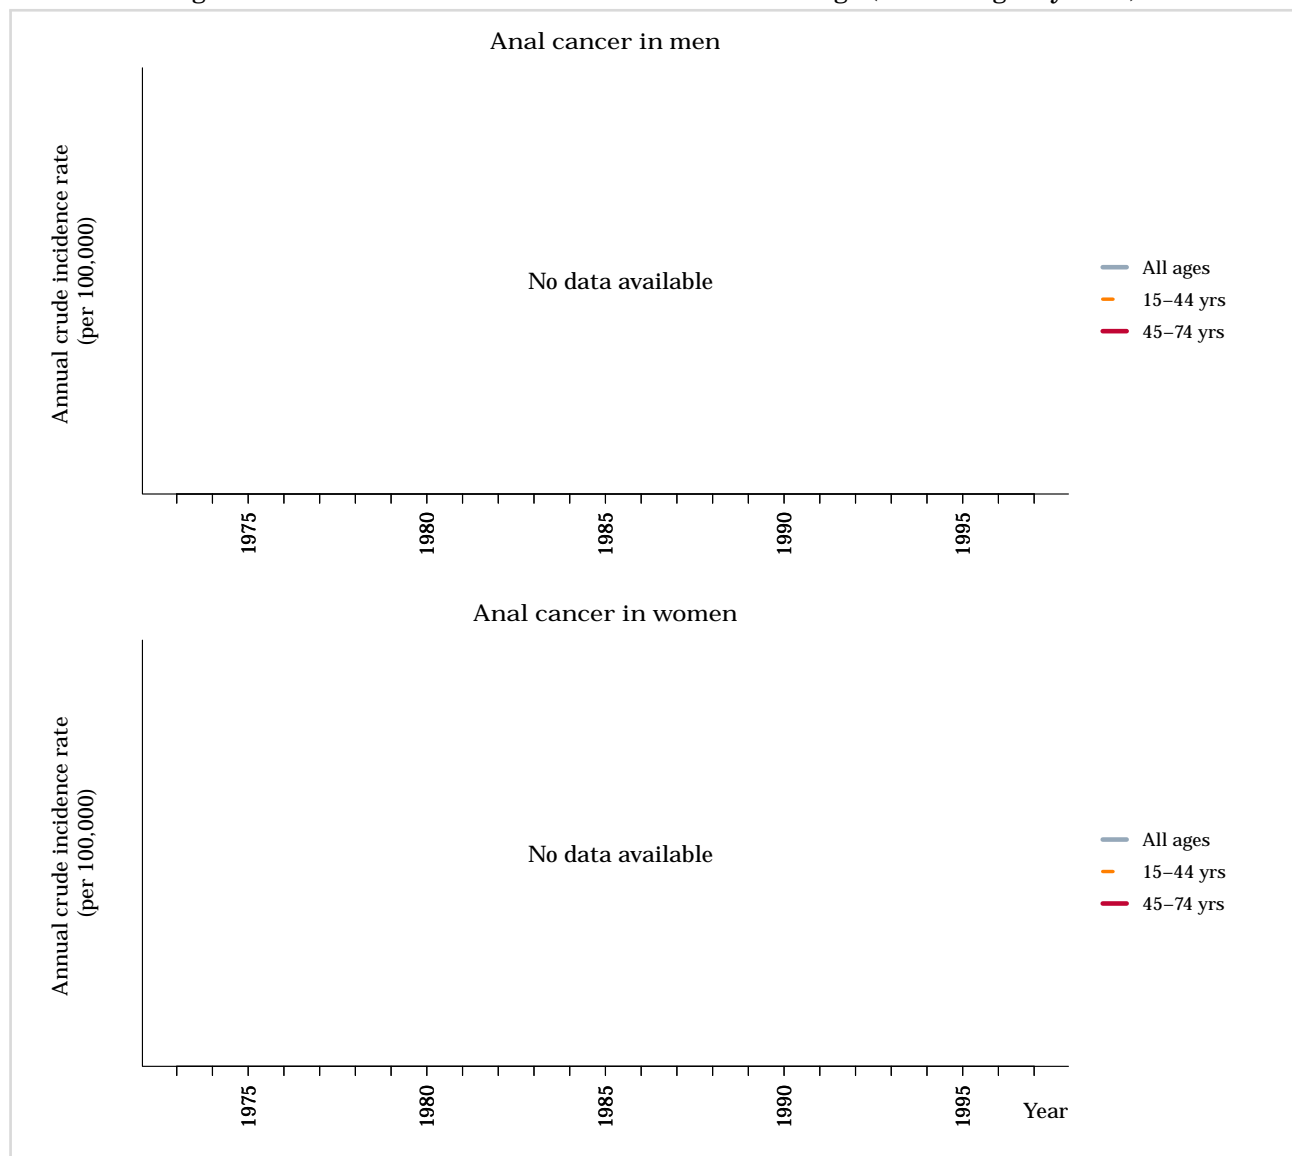 Anal cancer in men
Annual crude incidence rate
(per 100,000)
No data available
All ages
15–44 yrs
45–74 yrs
1975
1980
1985
1990
1995
Anal cancer in women
Annual crude incidence rate
(per 100,000)
No data available
All ages
15–44 yrs
45–74 yrs
1975
1980
1985
1990
1995
Year